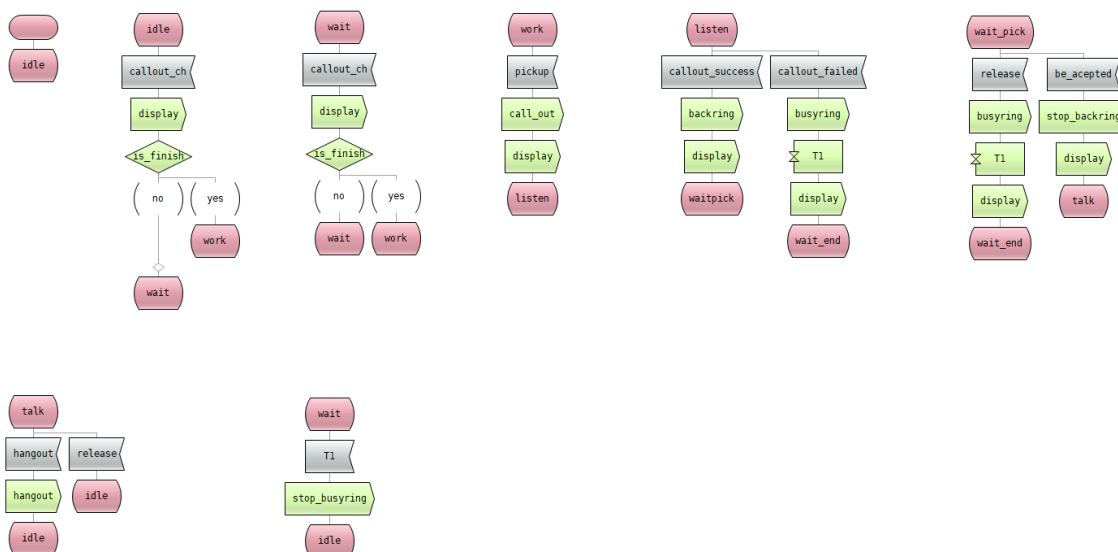 idle
idle
callout_ch
display
is_finish
no
yes
work
wait
wait
callout_ch
display
is_finish
no
yes
wait
work
work
pickup
call_out
display
listen
listen
callout_success
callout_failed
backring
busyring
display
T1
waitpick
display
wait_end
wait_pick
release
be_acepted
busyring
stop_backring
T1
display
display
talk
wait_end
talk
hangout
release
hangout
idle
idle
wait
T1
stop_busyring
idle